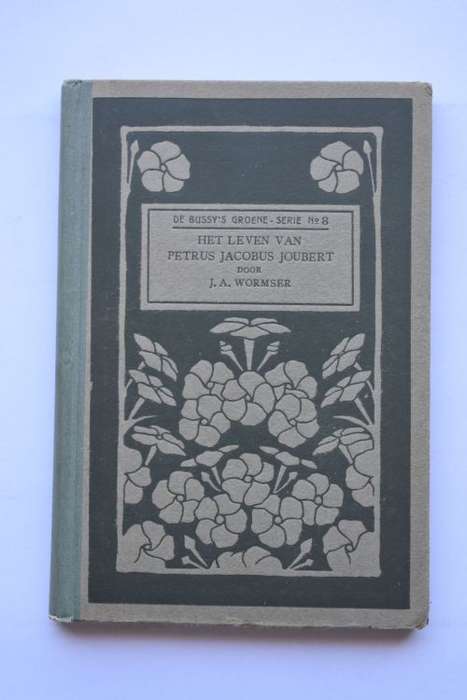 DE BUSSY'S GROENE-SERIE No 8
HET LEVEN VAN
PETRUS JACOBUS JOUBERT
DOOR
J. A. WORMSER